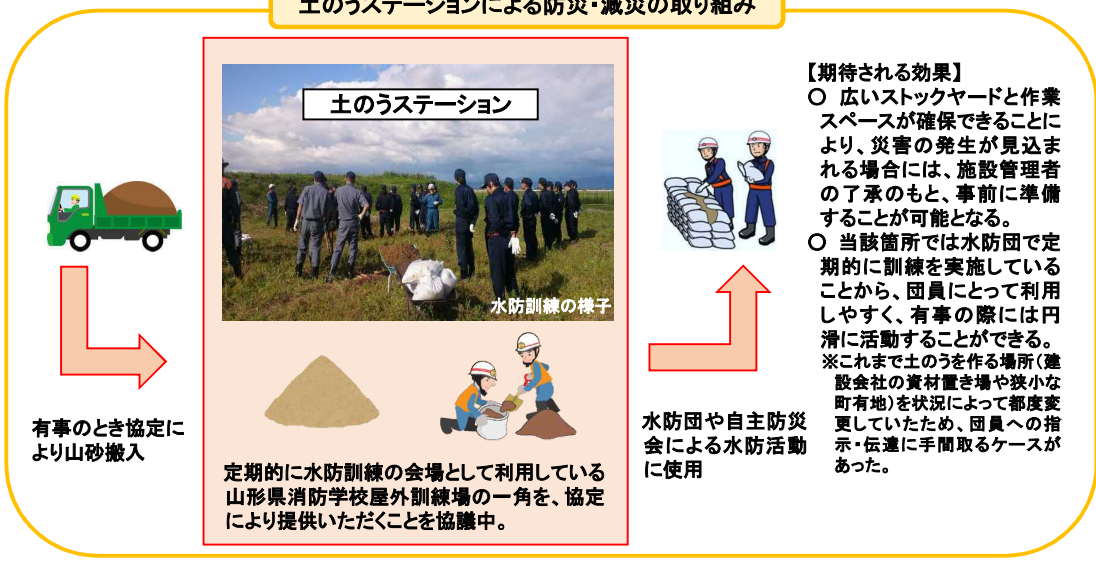 土のうステーションによる防災・減災の取り組み
土のうステーション
水防訓練の様子
有事のとき協定に
より山砂搬入
定期的に水防訓練の会場として利用している
山形県消防学校屋外訓練場の一角を、協定
により提供いただくことを協議中。
水防団や自主防災
会による水防活動
に使用
【期待される効果】
〇 広いストックヤードと作業
スペースが確保できることに
より、災害の発生が見込ま
れる場合には、施設管理者
の了承のもと、事前に準備
することが可能となる。
〇 当該箇所では水防団で定
期的に訓練を実施している
ことから、団員にとって利用
しやすく、有事の際には円
滑に活動することができる。
※これまで土のうを作る場所(建
設会社の資材置き場や狭小な
町有地)を状況によって都度変
更していたため、団員への指
示・伝達に手間取るケースが
あった。